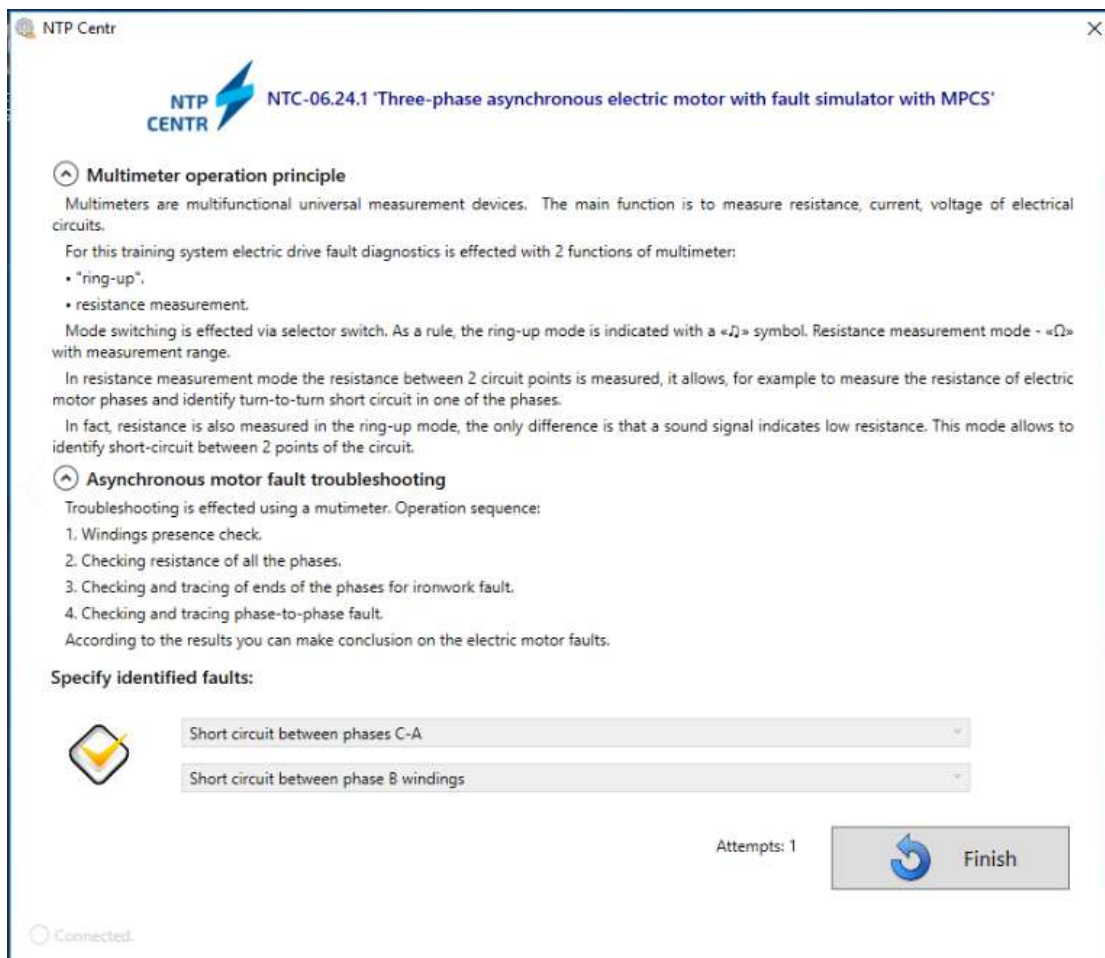 NTP Centr
NTP
CENTR
NTC-06.24.1 'Three-phase asynchronous electric motor with fault simulator with MPCS'
Multimeter operation principle
Multimeters are multifunctional universal measurement devices. The main function is to measure resistance, current, voltage of electrical
circuits.
For this training system electric drive fault diagnostics is effected with 2 functions of multimeter:
• "ring-up".
• resistance measurement.
Mode switching is effected via selector switch. As a rule, the ring-up mode is indicated with a «♫» symbol. Resistance measurement mode - «Ω»
with measurement range.
In resistance measurement mode the resistance between 2 circuit points is measured, it allows, for example to measure the resistance of electric
motor phases and identify turn-to-turn short circuit in one of the phases.
In fact, resistance is also measured in the ring-up mode, the only difference is that a sound signal indicates low resistance. This mode allows to
identify short-circuit between 2 points of the circuit.
Asynchronous motor fault troubleshooting
Troubleshooting is effected using a mutimeter. Operation sequence:
1. Windings presence check.
2. Checking resistance of all the phases.
3. Checking and tracing of ends of the phases for ironwork fault.
4. Checking and tracing phase-to-phase fault.
According to the results you can make conclusion on the electric motor faults.
Specify identified faults:
Short circuit between phases C-A
Short circuit between phase B windings
Attempts: 1
Finish
Connected.